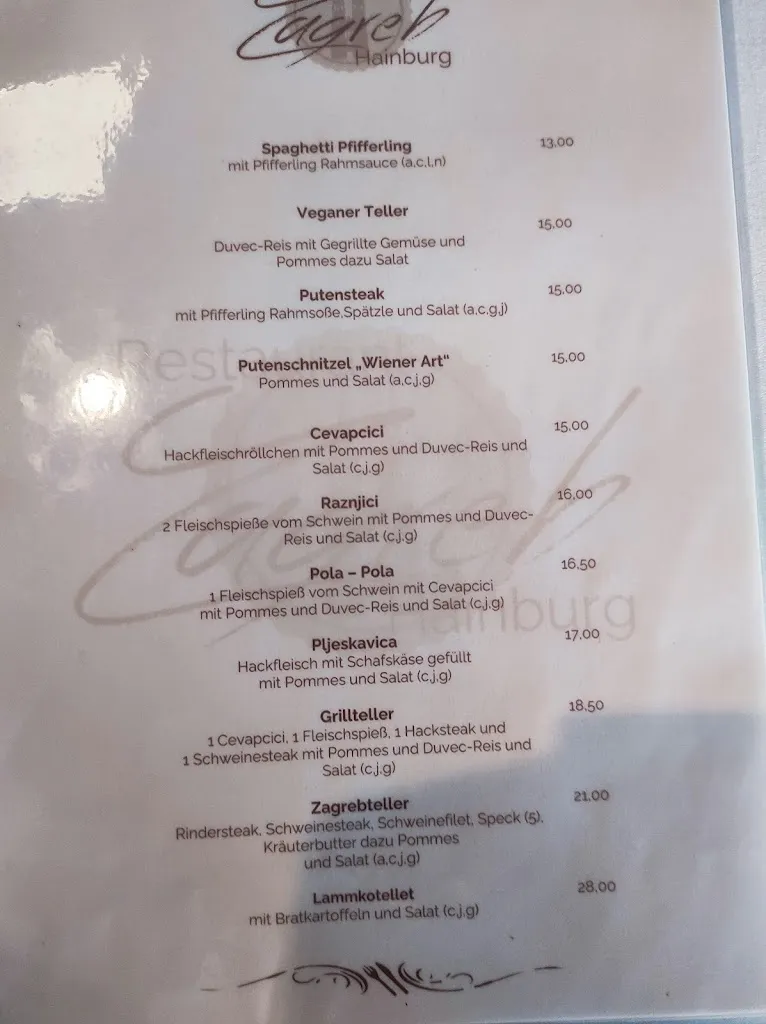 Zagreb
Hainburg
Spaghetti Pfifferling 13,00
mit Pfifferling Rahmsauce (a,c,l,n)
Veganer Teller
15,00
Duvec-Reis mit Gegrillte Gemüse und
Pommes dazu Salat
Putensteak 15,00
mit Pfifferling Rahmsoße,Spätzle und Salat (a,c,g,j)
Putenschnitzel „Wiener Art“ 15,00
Pommes und Salat (a,c,j,g)
Cevapcici 15,00
Hackfleischröllchen mit Pommes und Duvec-Reis und
Salat (c,j,g)
Raznjici 16,00
2 Fleischspieße vom Schwein mit Pommes und Duvec-
Reis und Salat (c,j,g)
Pola – Pola 16,50
1 Fleischspieß vom Schwein mit Cevapcici
mit Pommes und Duvec-Reis und Salat (c,j,g)
Pljeskavica 17,00
Hackfleisch mit Schafskäse gefüllt
mit Pommes und Salat (c,j,g)
Grillteller 18,50
1 Cevapcici, 1 Fleischspieß, 1 Hacksteak und
1 Schweinesteak mit Pommes und Duvec-Reis und
Salat (c,j,g)
Zagrebteller 21,00
Rindersteak, Schweinesteak, Schweinefilet, Speck (5),
Kräuterbutter dazu Pommes
und Salat (a,c,j,g)
Lammkotellet 28,00
mit Bratkartoffeln und Salat (c,j,g)
Zagreb
Hainburg